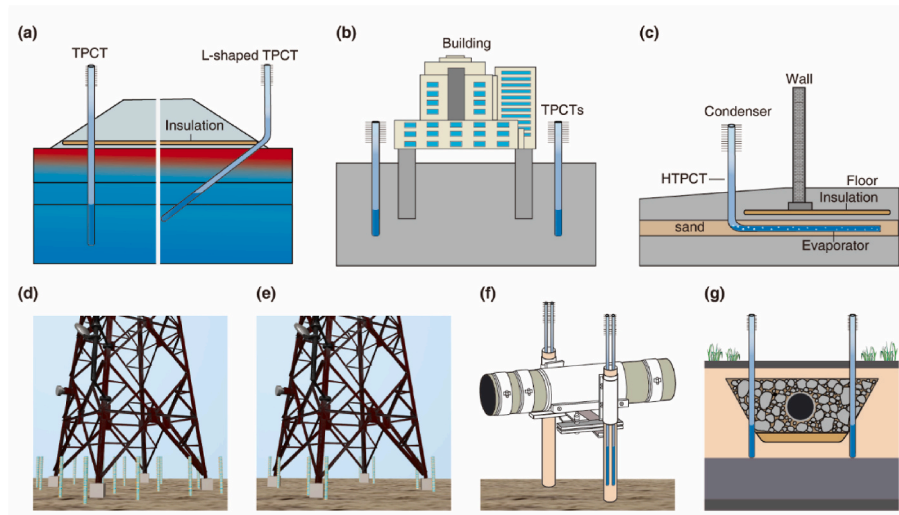 (a)
TPCT
L-shaped TPCT
Insulation
(b)
Building
TPCTs
(c)
Wall
Condenser
HTPCT
Floor
Insulation
sand
Evaporator
(d)
(e)
(f)
(g)